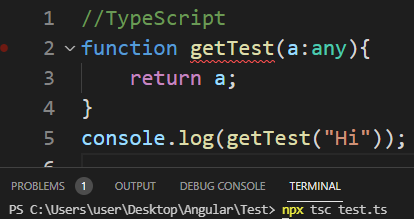 1 //TypeScript
2 function getTest(a:any){
3 return a;
4 }
5 console.log(getTest("Hi"));
6
PROBLEMS 1 OUTPUT DEBUG CONSOLE TERMINAL
PS C:\Users\user\Desktop\Angular\Test> npx tsc test.ts